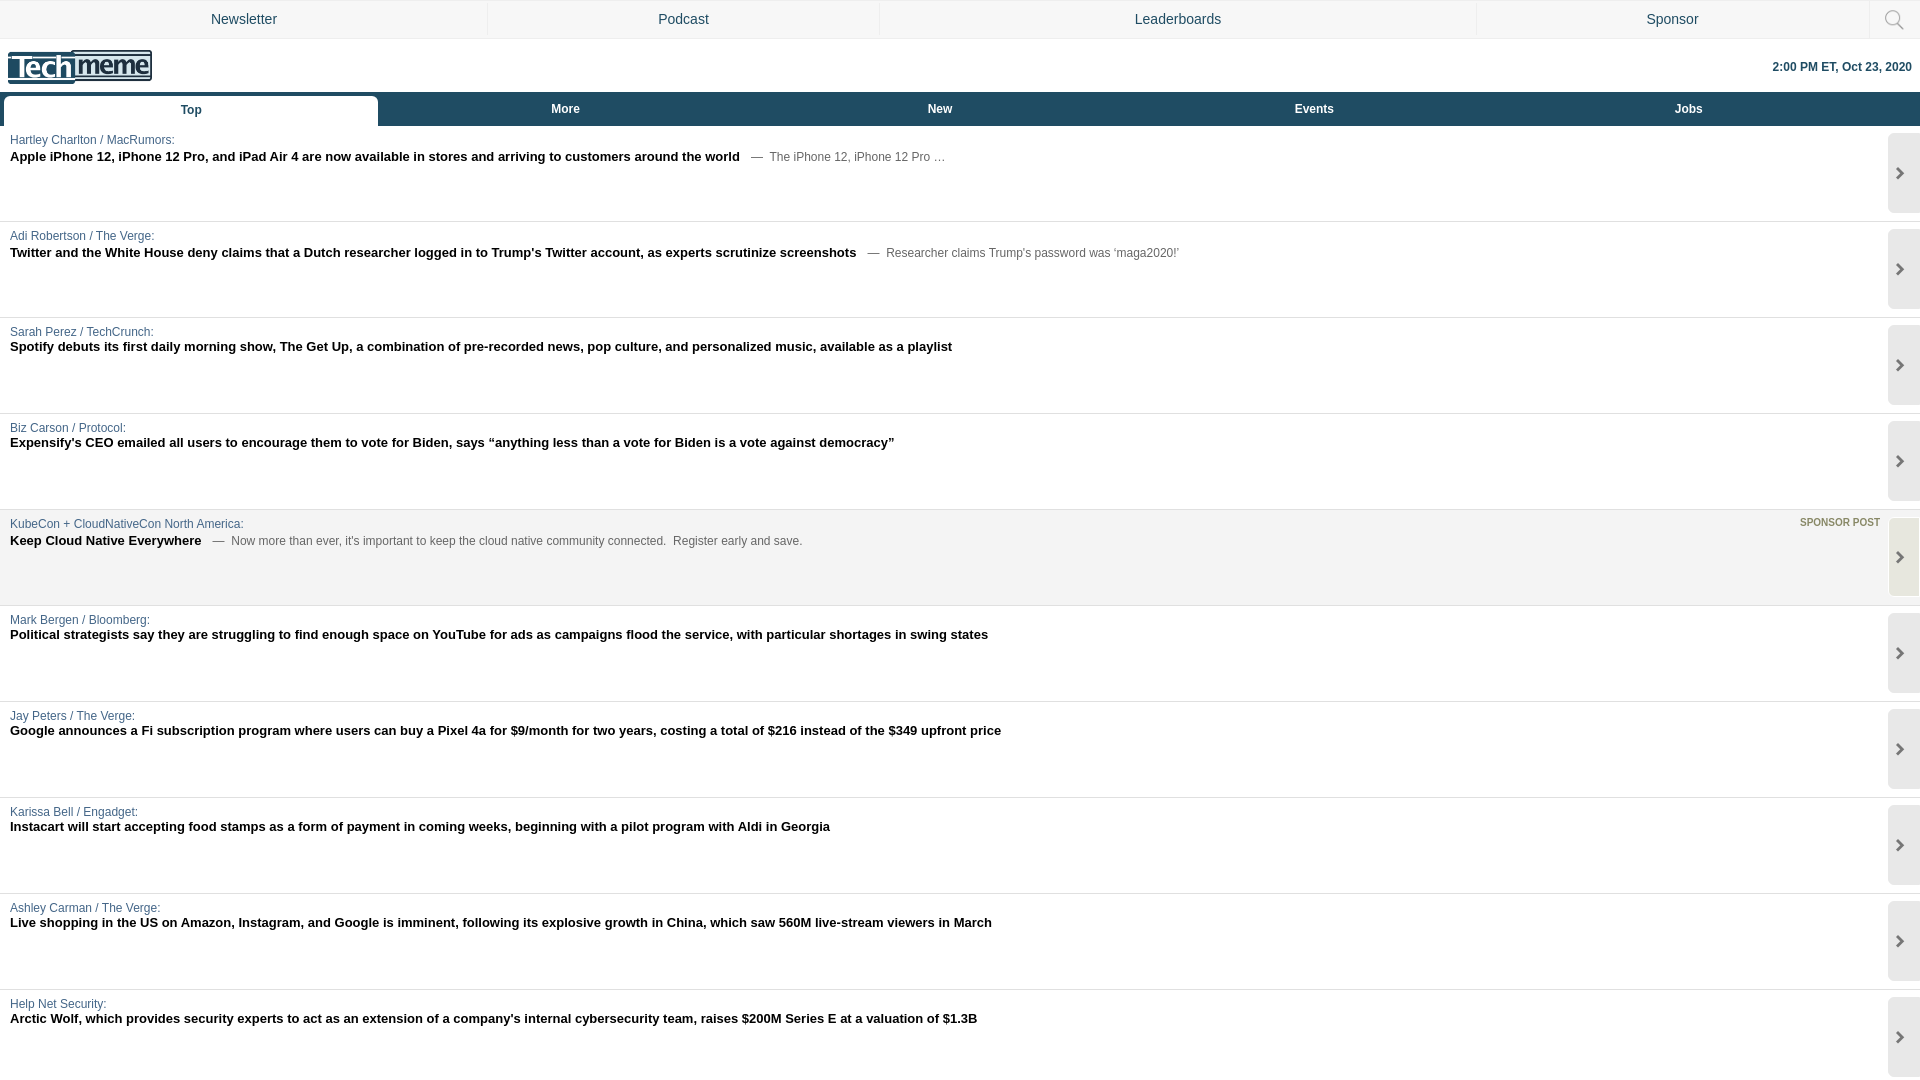 Newsletter
Podcast
Leaderboards
Sponsor
Techmeme
2:00 PM ET, Oct 23, 2020
Top
More
New
Events
Jobs
Hartley Charlton / MacRumors:
Apple iPhone 12, iPhone 12 Pro, and iPad Air 4 are now available in stores and arriving to customers around the world — The iPhone 12, iPhone 12 Pro …
Adi Robertson / The Verge:
Twitter and the White House deny claims that a Dutch researcher logged in to Trump's Twitter account, as experts scrutinize screenshots — Researcher claims Trump's password was ‘maga2020!’
Sarah Perez / TechCrunch:
Spotify debuts its first daily morning show, The Get Up, a combination of pre-recorded news, pop culture, and personalized music, available as a playlist
Biz Carson / Protocol:
Expensify's CEO emailed all users to encourage them to vote for Biden, says “anything less than a vote for Biden is a vote against democracy”
KubeCon + CloudNativeCon North America:
SPONSOR POST
Keep Cloud Native Everywhere — Now more than ever, it's important to keep the cloud native community connected. Register early and save.
Mark Bergen / Bloomberg:
Political strategists say they are struggling to find enough space on YouTube for ads as campaigns flood the service, with particular shortages in swing states
Jay Peters / The Verge:
Google announces a Fi subscription program where users can buy a Pixel 4a for $9/month for two years, costing a total of $216 instead of the $349 upfront price
Karissa Bell / Engadget:
Instacart will start accepting food stamps as a form of payment in coming weeks, beginning with a pilot program with Aldi in Georgia
Ashley Carman / The Verge:
Live shopping in the US on Amazon, Instagram, and Google is imminent, following its explosive growth in China, which saw 560M live-stream viewers in March
Help Net Security:
Arctic Wolf, which provides security experts to act as an extension of a company's internal cybersecurity team, raises $200M Series E at a valuation of $1.3B